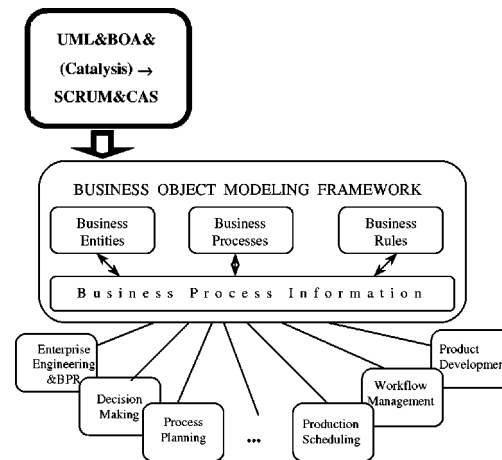 UML&BOA&
(Catalysis) →
SCRUM&CAS
BUSINESS OBJECT MODELING FRAMEWORK
Business
Entities
Business
Processes
Business
Rules
Business Process Information
Enterprise
Engineering
&BPR
Decision
Making
Process
Planning
...
Production
Scheduling
Workflow
Management
Product
Developmen